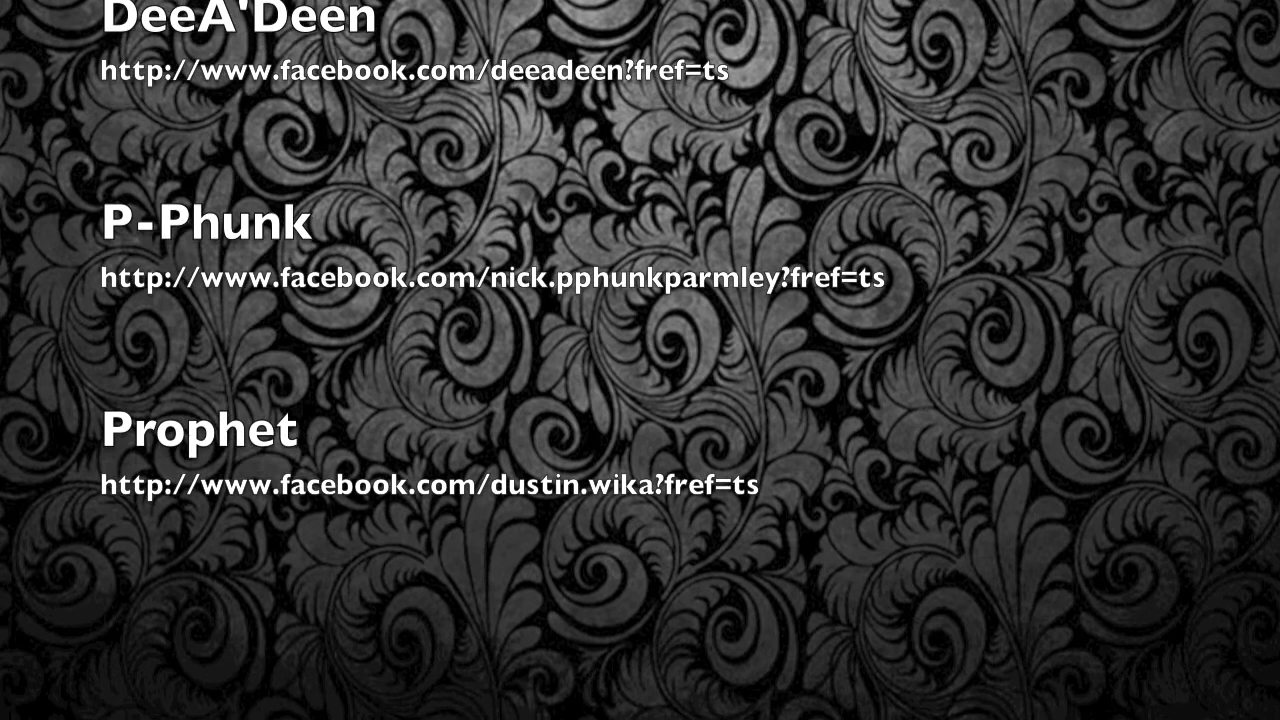 DeeA'Deen
http://www.facebook.com/deeadeen?fref=ts
P-Phunk
http://www.facebook.com/nick.pphunkparmley?fref=ts
Prophet
http://www.facebook.com/dustin.wika?fref=ts